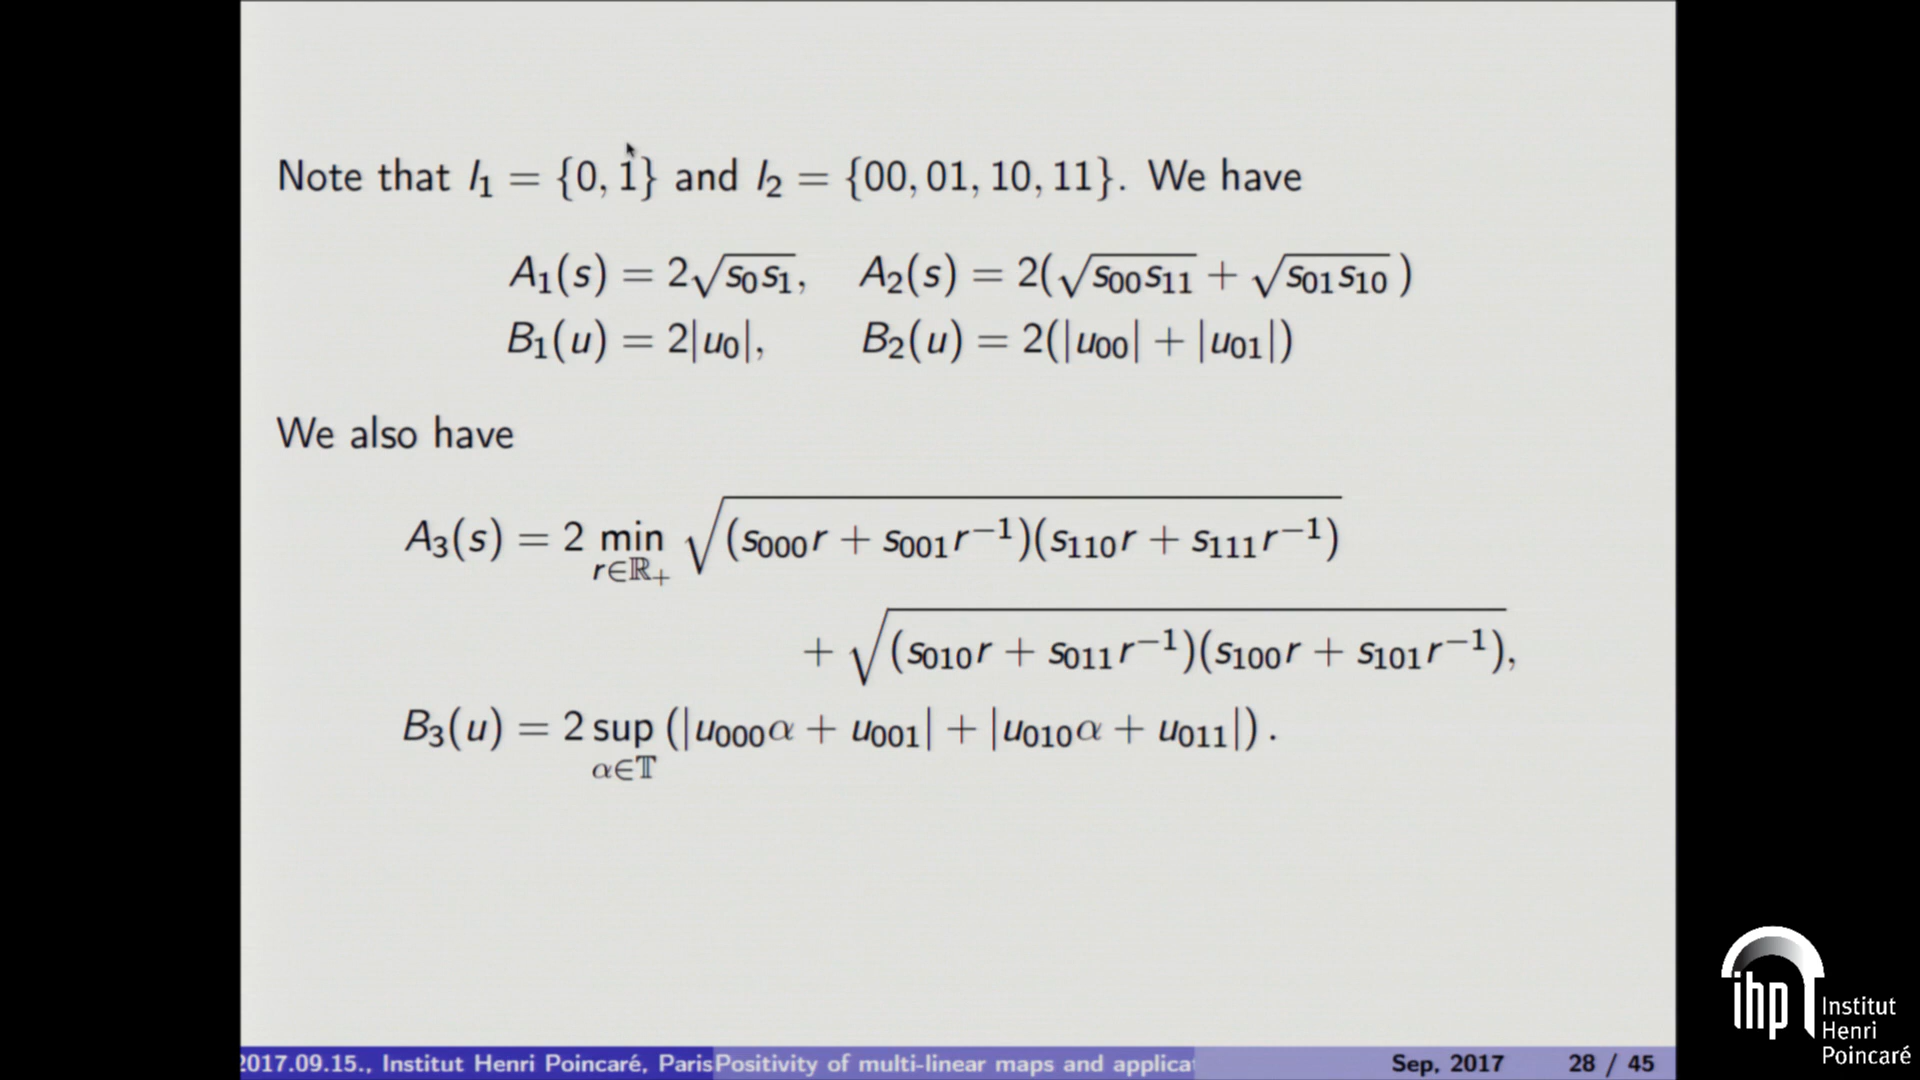 Note that I₁ = {0, 1} and I₂ = {00, 01, 10, 11}. We have
A₁(s) = 2√(s₀s₁), A₂(s) = 2(√(s₀₀s₁₁) + √(s₀₁s₁₀))
B₁(u) = 2|u₀|, B₂(u) = 2(|u₀₀| + |u₀₁|)
We also have
A₃(s) = 2 min_{r∈ℝ₊} √((s₀₀₀r + s₀₀₁r⁻¹)(s₁₁₀r + s₁₁₁r⁻¹))
+ √((s₀₁₀r + s₀₁₁r⁻¹)(s₁₀₀r + s₁₀₁r⁻¹)),
B₃(u) = 2 sup_{α∈𝕋} (|u₀₀₀α + u₀₀₁| + |u₀₁₀α + u₀₁₁|).
2017.09.15., Institut Henri Poincaré, Paris Positivity of multi-linear maps and applica Sep, 2017 28 / 45
ihp Institut
Henri
Poincaré